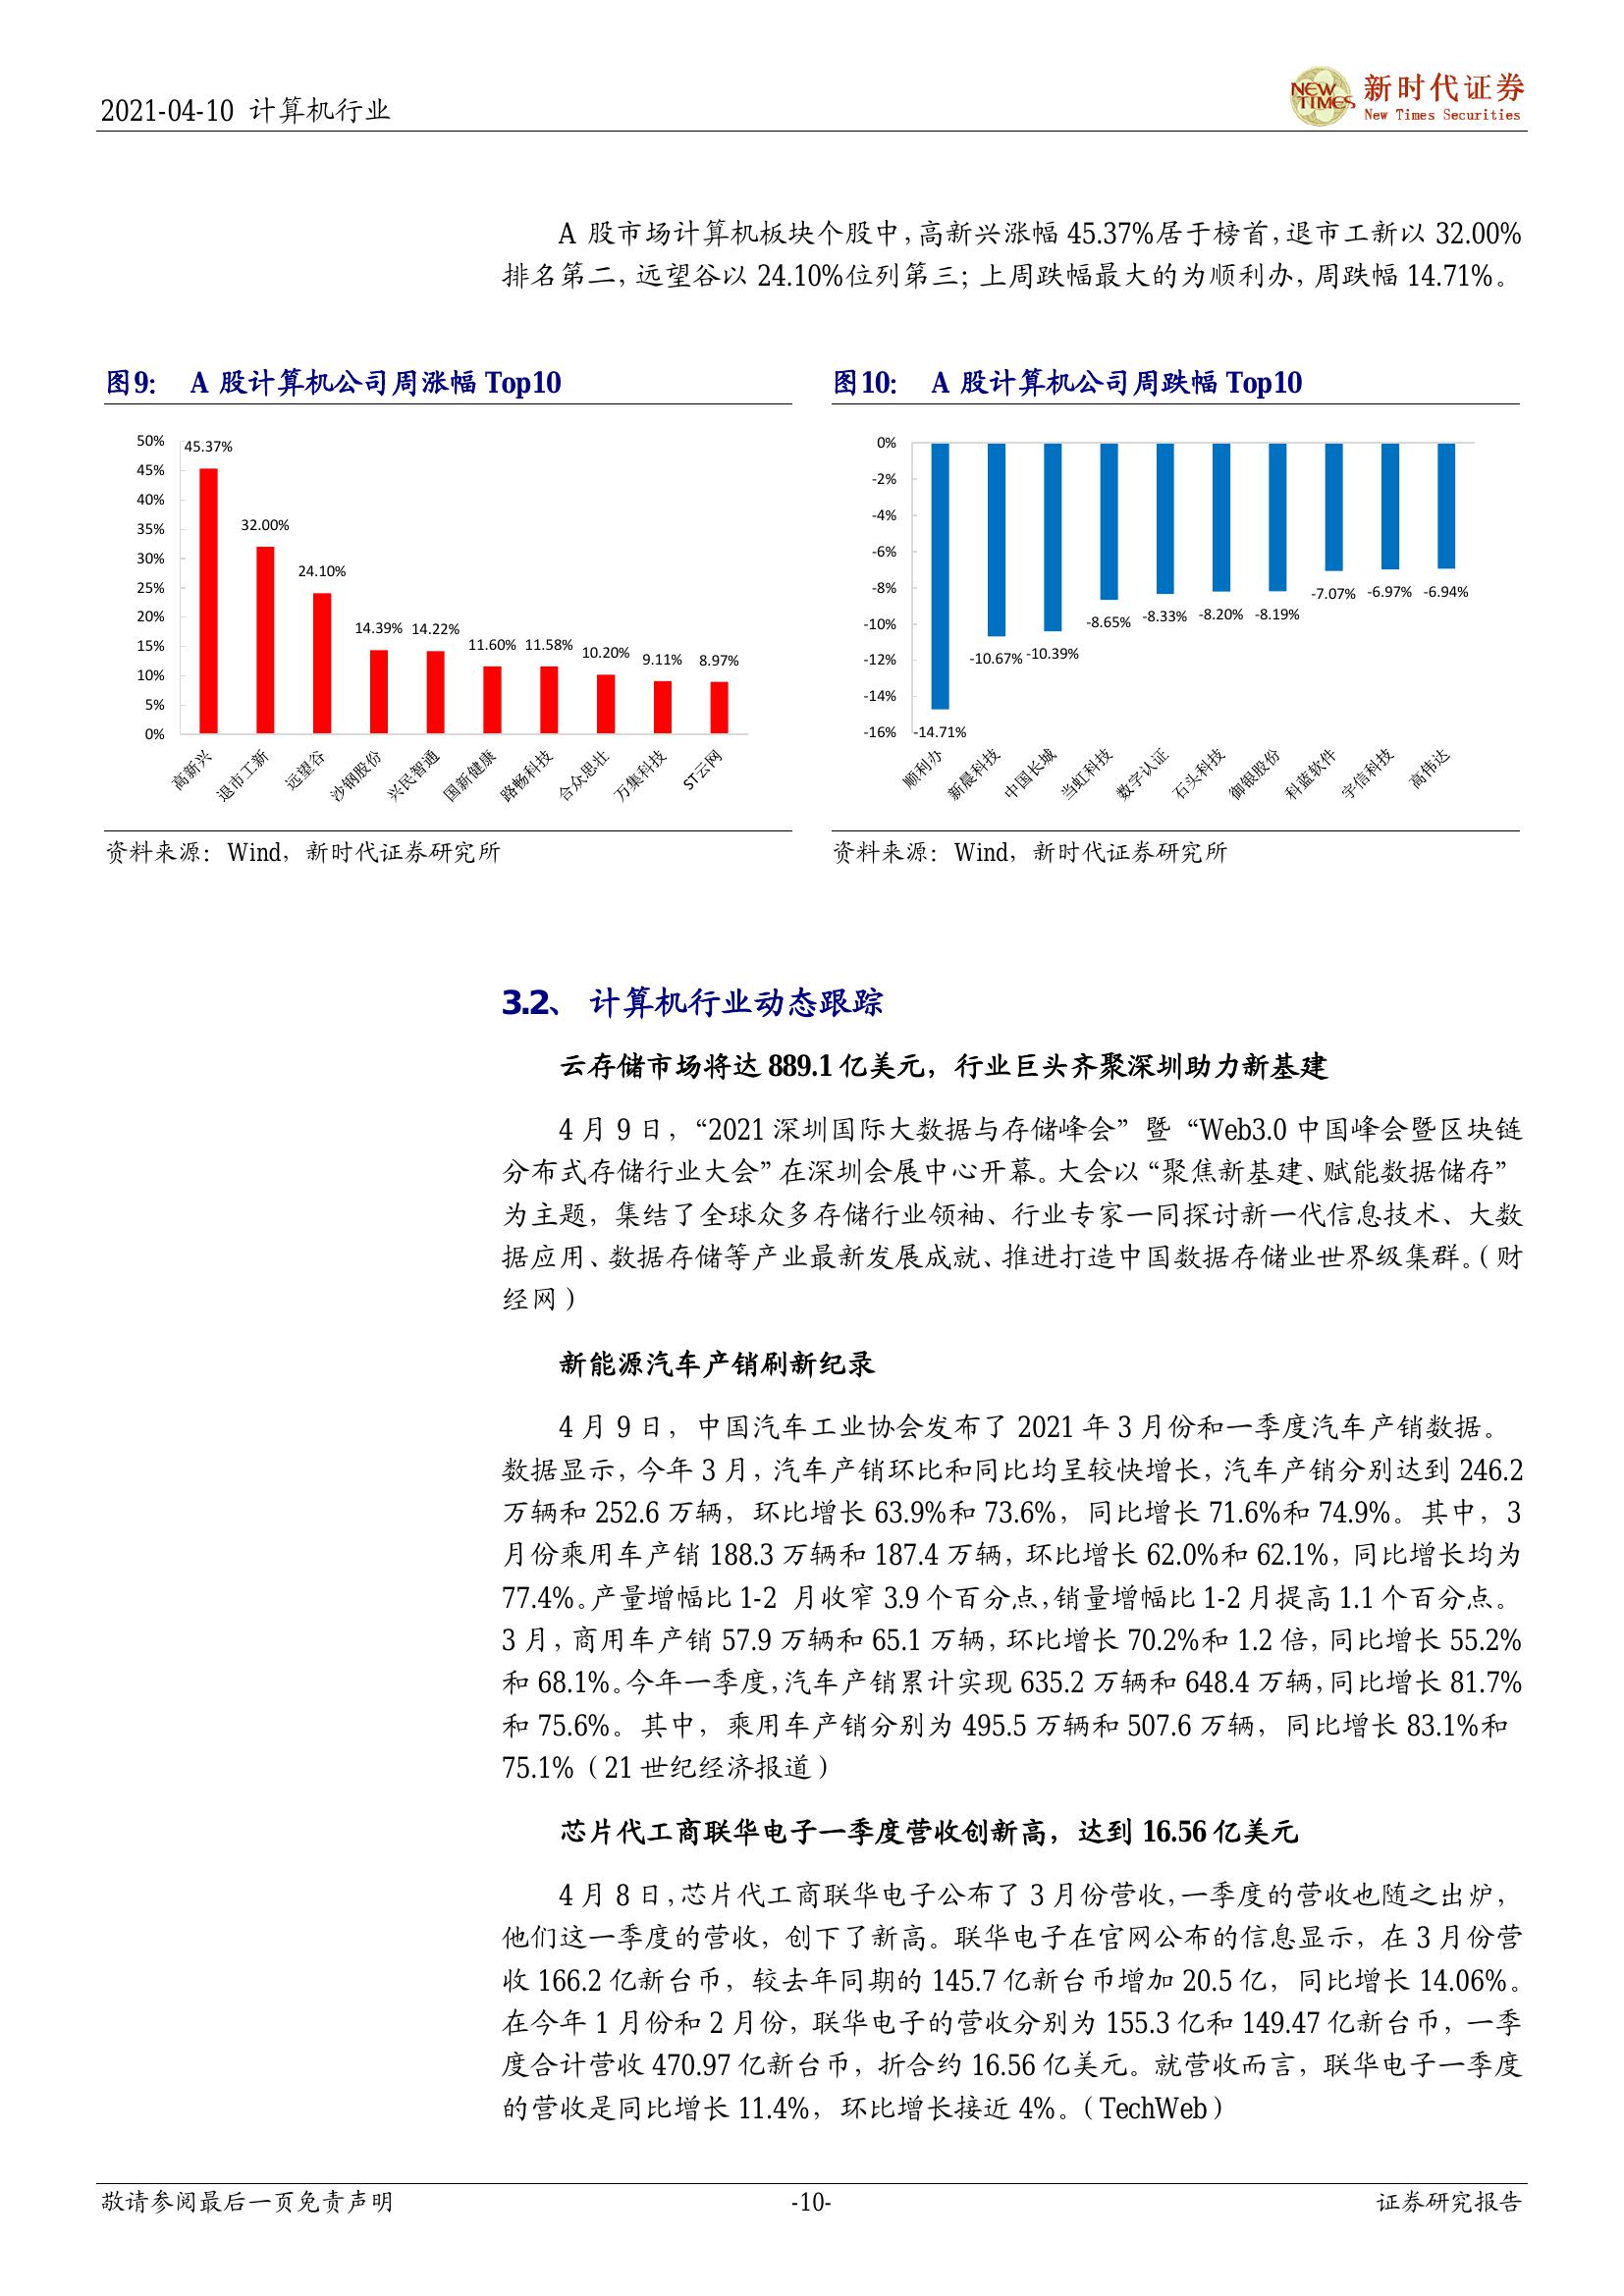 2021-04-10 计算机行业
NEW TIMES
新时代证券
New Times Securities
A 股市场计算机板块个股中，高新兴涨幅 45.37%居于榜首，退市工新以 32.00%
排名第二，远望谷以 24.10%位列第三；上周跌幅最大的为顺利办，周跌幅 14.71%。
图9： A 股计算机公司周涨幅 Top10
50%
45%
40%
35%
30%
25%
20%
15%
10%
5%
0%
45.37%
32.00%
24.10%
14.39%
14.22%
11.60%
11.58%
10.20%
9.11%
8.97%
高新兴
退市工新
远望谷
沙钢股份
兴民智通
国新健康
路畅科技
合众思壮
万集科技
ST云网
资料来源：Wind，新时代证券研究所
图10： A 股计算机公司周跌幅 Top10
0%
-2%
-4%
-6%
-8%
-10%
-12%
-14%
-16%
-14.71%
-10.67%
-10.39%
-8.65%
-8.33%
-8.20%
-8.19%
-7.07%
-6.97%
-6.94%
顺利办
新晨科技
中国长城
当虹科技
数字认证
石头科技
御银股份
科蓝软件
宇信科技
高伟达
资料来源：Wind，新时代证券研究所
3.2、 计算机行业动态跟踪
云存储市场将达 889.1 亿美元，行业巨头齐聚深圳助力新基建
4 月 9 日，“2021 深圳国际大数据与存储峰会”暨“Web3.0 中国峰会暨区块链
分布式存储行业大会”在深圳会展中心开幕。大会以“聚焦新基建、赋能数据储存”
为主题，集结了全球众多存储行业领袖、行业专家一同探讨新一代信息技术、大数
据应用、数据存储等产业最新发展成就、推进打造中国数据存储业世界级集群。（财
经网）
新能源汽车产销刷新纪录
4 月 9 日，中国汽车工业协会发布了 2021 年 3 月份和一季度汽车产销数据。
数据显示，今年 3 月，汽车产销环比和同比均呈较快增长，汽车产销分别达到 246.2
万辆和 252.6 万辆，环比增长 63.9%和 73.6%，同比增长 71.6%和 74.9%。其中，3
月份乘用车产销 188.3 万辆和 187.4 万辆，环比增长 62.0%和 62.1%，同比增长均为
77.4%。产量增幅比 1-2 月收窄 3.9 个百分点，销量增幅比 1-2 月提高 1.1 个百分点。
3 月，商用车产销 57.9 万辆和 65.1 万辆，环比增长 70.2%和 1.2 倍，同比增长 55.2%
和 68.1%。今年一季度，汽车产销累计实现 635.2 万辆和 648.4 万辆，同比增长 81.7%
和 75.6%。其中，乘用车产销分别为 495.5 万辆和 507.6 万辆，同比增长 83.1%和
75.1%（21 世纪经济报道）
芯片代工商联华电子一季度营收创新高，达到 16.56 亿美元
4 月 8 日，芯片代工商联华电子公布了 3 月份营收，一季度的营收也随之出炉，
他们这一季度的营收，创下了新高。联华电子在官网公布的信息显示，在 3 月份营
收 166.2 亿新台币，较去年同期的 145.7 亿新台币增加 20.5 亿，同比增长 14.06%。
在今年 1 月份和 2 月份，联华电子的营收分别为 155.3 亿和 149.47 亿新台币，一季
度合计营收 470.97 亿新台币，折合约 16.56 亿美元。就营收而言，联华电子一季度
的营收是同比增长 11.4%，环比增长接近 4%。（TechWeb）
敬请参阅最后一页免责声明
-10-
证券研究报告